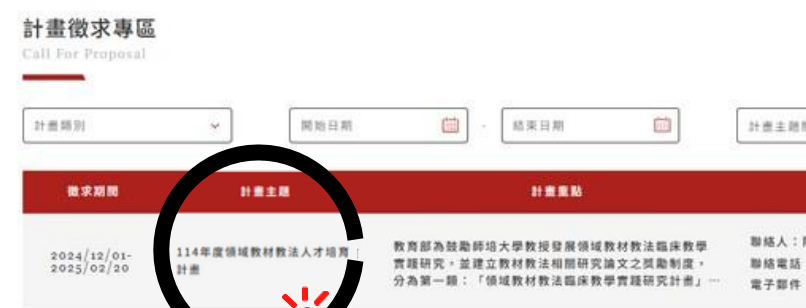 計畫徵求專區
Call For Proposal
計畫類別
開始日期
-
結束日期
計畫主題
徵求期間
計畫主題
計畫重點
2024/12/01-
2025/02/20
114年度領域教材教法人才培育
計畫
教育部為鼓勵師培大學教授發展領域教材教法臨床教學
實踐研究,並建立教材教法相關研究論文之獎勵制度,
分為第一類:「領域教材教法臨床教學實踐研究計畫」…
聯絡人:
聯絡電話
電子郵件